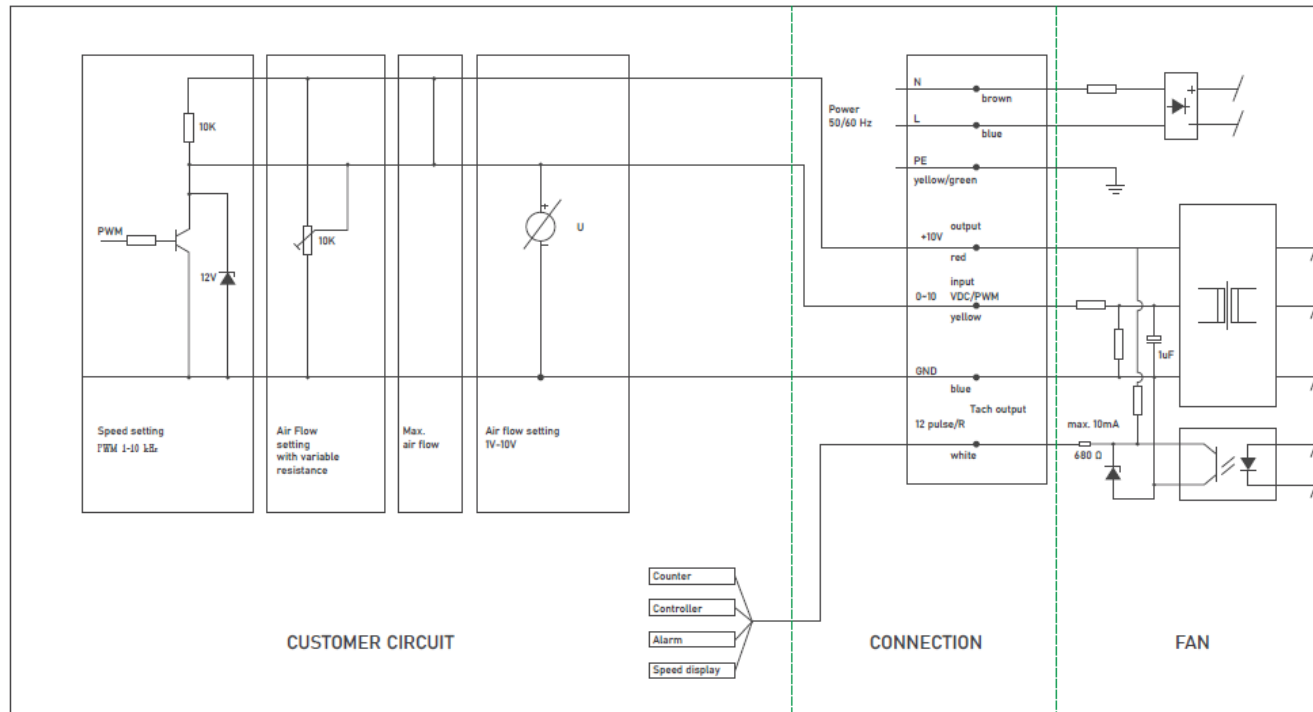 10K
PWM
12V
Speed setting
PWM 1-10 kHz
10K
Air Flow
setting
with variable
resistance
Max.
air flow
+
U
Air flow setting
1V-10V
Power
50/60 Hz
N
brown
L
blue
PE
yellow/green
output
+10V
red
input
0-10 VDC/PWM
yellow
GND
blue
Tach output
12 pulse/R
white
+
1uF
max. 10mA
680 Ω
Counter
Controller
Alarm
Speed display
CUSTOMER CIRCUIT
CONNECTION
FAN